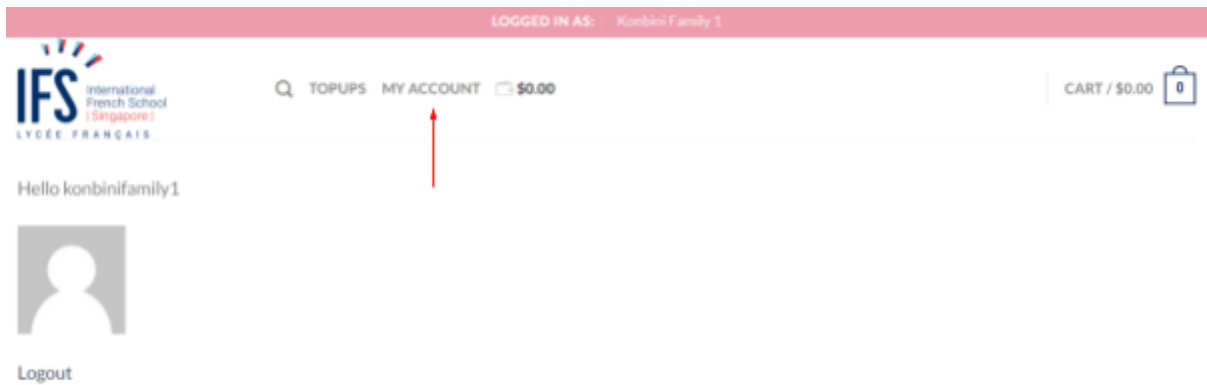 LOGGED IN AS: Konbini Family 1
IFS International
French School
| Singapore |
LYCÉE FRANÇAIS
TOPUPS MY ACCOUNT $0.00
CART / $0.00 0
Hello konbinifamily1
Logout